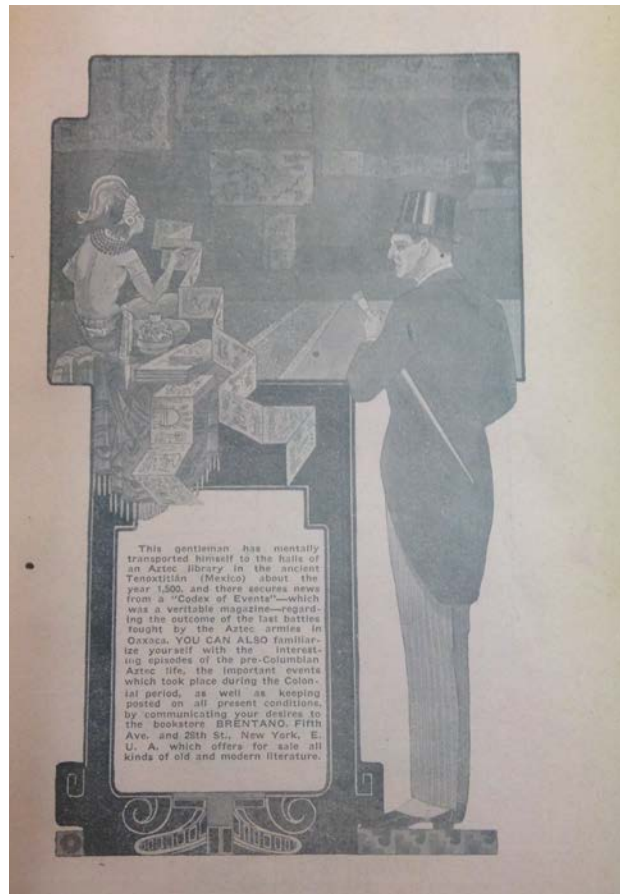 This gentleman has mentally
transported himself to the halls of
an Aztec library in the ancient
Tenoxtitlán (Mexico) about the
year 1,500, and there secures news
from a "Codex of Events"—which
was a veritable magazine—regard-
ing the outcome of the last battles
fought by the Aztec armies in
Oaxaca. YOU CAN ALSO familiar-
ize yourself with the interest-
ing episodes of the pre-Columbian
Aztec life, the important events
which took place during the Colon-
ial period, as well as keeping
posted on all present conditions,
by communicating your desires to
the bookstore BRENTANO, Fifth
Ave. and 28th St., New York, E.
U. A. which offers for sale all
kinds of old and modern literature.